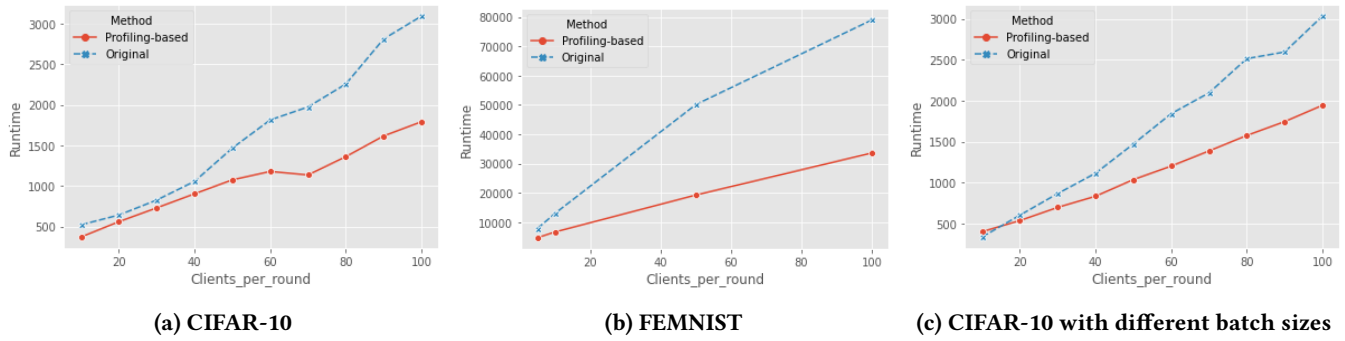 Method
Profiling-based
Original
3000
2500
2000
1500
1000
500
Runtime
20 40 60 80 100
Clients_per_round
(a) CIFAR-10
Method
Profiling-based
Original
80000
70000
60000
50000
40000
30000
20000
10000
Runtime
20 40 60 80 100
Clients_per_round
(b) FEMNIST
Method
Profiling-based
Original
3000
2500
2000
1500
1000
500
Runtime
20 40 60 80 100
Clients_per_round
(c) CIFAR-10 with different batch sizes